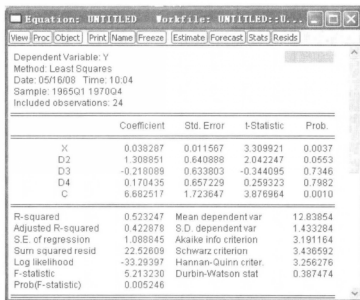 Equation: UNTITLED Workfile: UNTITLED::U...
View Proc Object Print Name Freeze Estimate Forecast Stats Resids
Dependent Variable: Y
Method: Least Squares
Date: 05/16/08 Time: 10:04
Sample: 1965Q1 1970Q4
Included observations: 24
Coefficient Std. Error t-Statistic Prob.
X 0.038287 0.011567 3.309921 0.0037
D2 1.308851 0.640888 2.042247 0.0553
D3 -0.218089 0.633803 -0.344095 0.7346
D4 0.170435 0.657229 0.259323 0.7982
C 6.682517 1.723647 3.876964 0.0010
R-squared 0.523247 Mean dependent var 12.83854
Adjusted R-squared 0.422878 S.D. dependent var 1.433284
S.E. of regression 1.088845 Akaike info criterion 3.191164
Sum squared resid 22.52609 Schwarz criterion 3.436592
Log likelihood -33.29397 Hannan-Quinn criter. 3.256276
F-statistic 5.213230 Durbin-Watson stat 0.387474
Prob(F-statistic) 0.005246